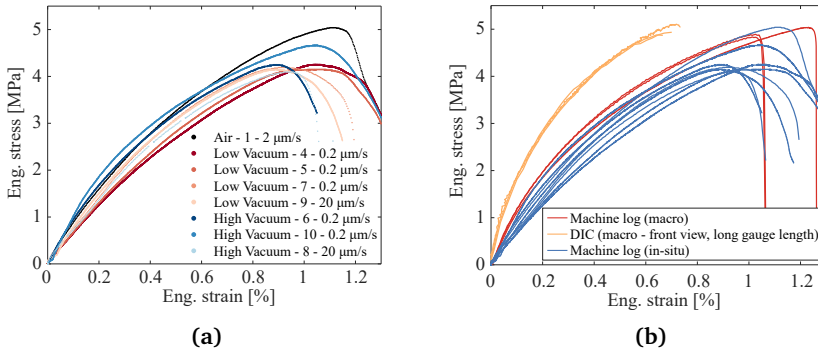 5
4
3
2
1
0
Eng. stress [MPa]
Air - 1 - 2 μm/s
Low Vacuum - 4 - 0.2 μm/s
Low Vacuum - 5 - 0.2 μm/s
Low Vacuum - 7 - 0.2 μm/s
Low Vacuum - 9 - 20 μm/s
High Vacuum - 6 - 0.2 μm/s
High Vacuum - 10 - 0.2 μm/s
High Vacuum - 8 - 20 μm/s
0 0.2 0.4 0.6 0.8 1.0 1.2
Eng. strain [%]
(a)
5
4
3
2
1
0
Eng. stress [MPa]
Machine log (macro)
DIC (macro - front view, long gauge length)
Machine log (in-situ)
0 0.2 0.4 0.6 0.8 1 1.2
Eng. strain [%]
(b)